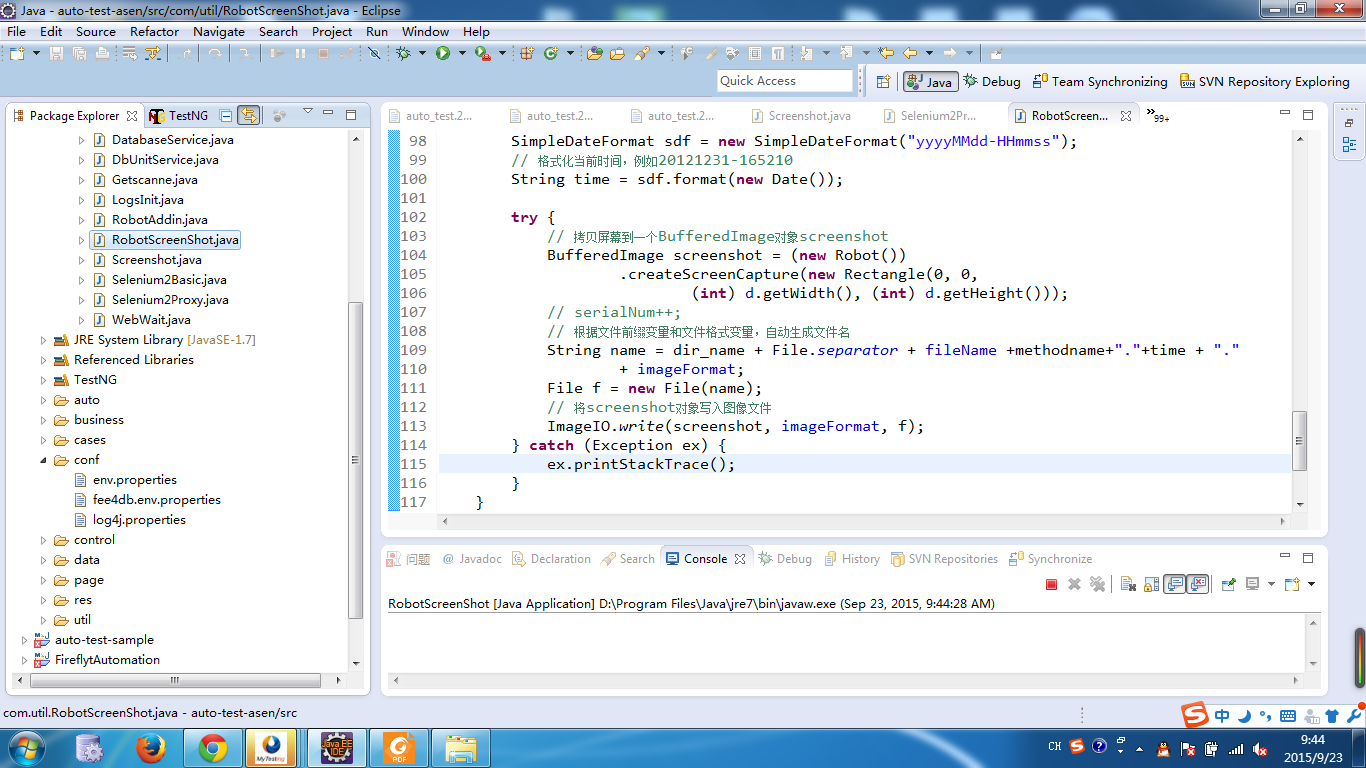 Java - auto-test-asen/src/com/util/RobotScreenShot.java - Eclipse
File Edit Source Refactor Navigate Search Project Run Window Help
Quick Access
Java Debug Team Synchronizing SVN Repository Exploring
Package Explorer TestNG
DatabaseService.java
DbUnitService.java
Getscanne.java
LogsInit.java
RobotAddin.java
RobotScreenShot.java
Screenshot.java
Selenium2Basic.java
Selenium2Proxy.java
WebWait.java
JRE System Library [JavaSE-1.7]
Referenced Libraries
TestNG
auto
business
cases
conf
env.properties
fee4db.env.properties
log4j.properties
control
data
page
res
util
auto-test-sample
FireflytAutomation
auto_test.2... auto_test.2... auto_test.2... Screenshot.java Selenium2Pr... RobotScreen... 99+
98 SimpleDateFormat sdf = new SimpleDateFormat("yyyyMMdd-HHmmss");
99 // 格式化当前时间，例如20121231-165210
100 String time = sdf.format(new Date());
101
102 try {
103 // 拷贝屏幕到一个BufferedImage对象screenshot
104 BufferedImage screenshot = (new Robot())
105 .createScreenCapture(new Rectangle(0, 0,
106 (int) d.getWidth(), (int) d.getHeight()));
107 // serialNum++;
108 // 根据文件前缀变量和文件格式变量，自动生成文件名
109 String name = dir_name + File.separator + fileName +methodname+"."+time + "."
110 + imageFormat;
111 File f = new File(name);
112 // 将screenshot对象写入图像文件
113 ImageIO.write(screenshot, imageFormat, f);
114 } catch (Exception ex) {
115 ex.printStackTrace();
116 }
117 }
问题 @ Javadoc Declaration Search Console Debug History SVN Repositories Synchronize
RobotScreenShot [Java Application] D:\Program Files\Java\jre7\bin\javaw.exe (Sep 23, 2015, 9:44:28 AM)
com.util.RobotScreenShot.java - auto-test-asen/src
中
MyTesting
Java EE
IDE
PDF
CH
9:44
2015/9/23